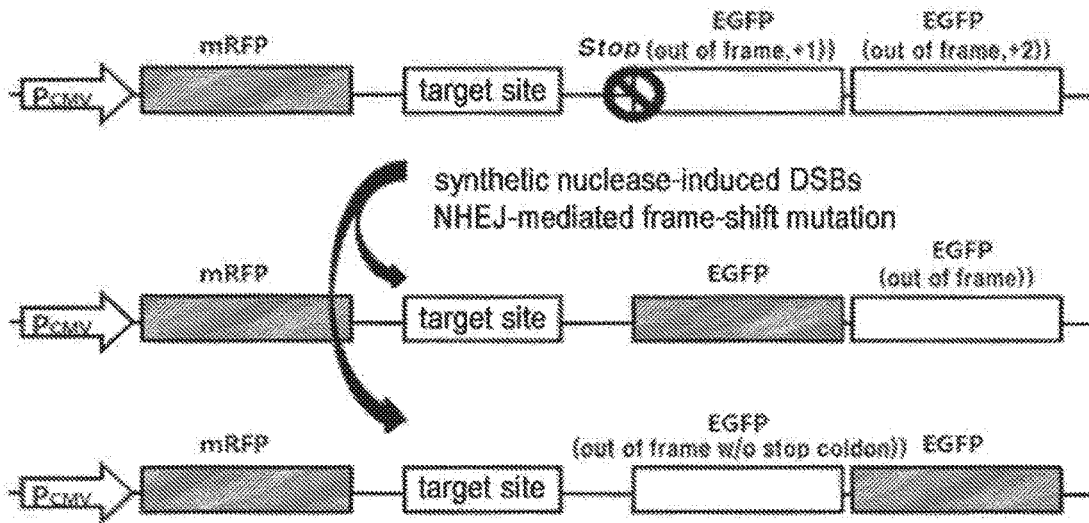 EGFP EGFP
mRFP Stop (out of frame,+1)) (out of frame,+2))
PCMV target site
synthetic nuclease-induced DSBs
NHEJ-mediated frame-shift mutation
EGFP
mRFP EGFP (out of frame))
PCMV target site
EGFP
mRFP (out of frame w/o stop coldon)) EGFP
PCMV target site